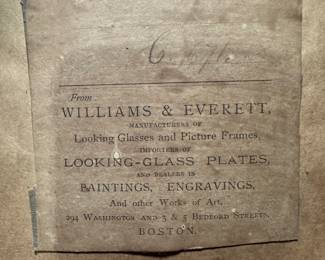 From
WILLIAMS & EVERETT,
MANUFACTURERS OF
Looking Glasses and Picture Frames,
IMPORTERS OF
LOOKING-GLASS PLATES,
AND DEALERS IN
PAINTINGS, ENGRAVINGS,
And other Works of Art,
294 WASHINGTON AND 3 & 5 BEDFORD STREETS,
BOSTON.